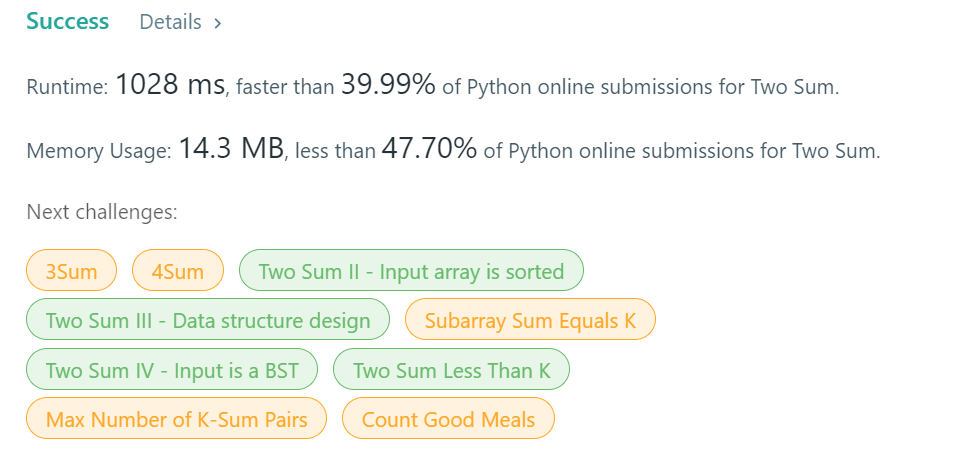 Success Details >
Runtime: 1028 ms, faster than 39.99% of Python online submissions for Two Sum.
Memory Usage: 14.3 MB, less than 47.70% of Python online submissions for Two Sum.
Next challenges:
3Sum 4Sum Two Sum II - Input array is sorted
Two Sum III - Data structure design Subarray Sum Equals K
Two Sum IV - Input is a BST Two Sum Less Than K
Max Number of K-Sum Pairs Count Good Meals